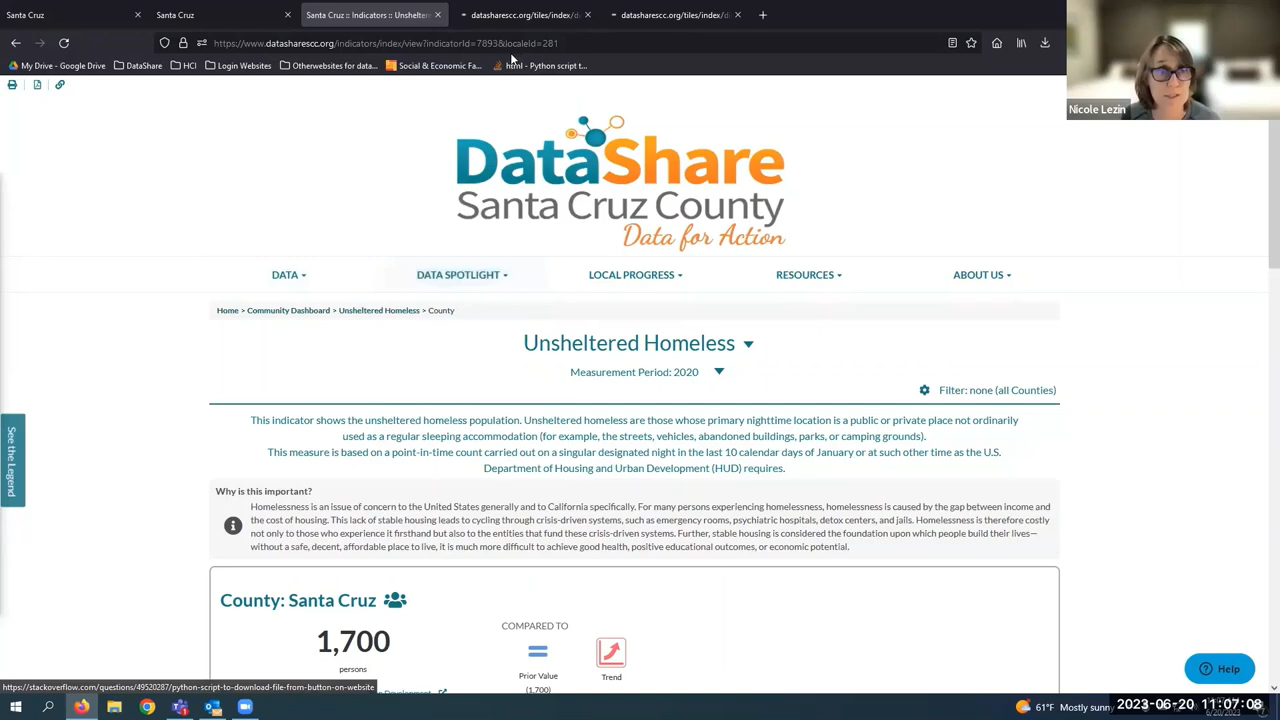 Santa Cruz
Santa Cruz
Santa Cruz :: Indicators :: Unsheltere
datasharescc.org/tiles/index/di
datasharescc.org/tiles/index/di
https://www.datasharescc.org/indicators/index/view?indicatorId=7893&localeId=281
My Drive - Google Drive
DataShare
HCI
Login Websites
Otherwebsites for data...
Social & Economic Fa...
html - Python script t...
Nicole Lezin
DataShare
Santa Cruz County
Data for Action
DATA
DATA SPOTLIGHT
LOCAL PROGRESS
RESOURCES
ABOUT US
Home > Community Dashboard > Unsheltered Homeless > County
Unsheltered Homeless
Measurement Period: 2020
Filter: none (all Counties)
This indicator shows the unsheltered homeless population. Unsheltered homeless are those whose primary nighttime location is a public or private place not ordinarily
used as a regular sleeping accommodation (for example, the streets, vehicles, abandoned buildings, parks, or camping grounds).
This measure is based on a point-in-time count carried out on a singular designated night in the last 10 calendar days of January or at such other time as the U.S.
Department of Housing and Urban Development (HUD) requires.
See the Legend
Why is this important?
Homelessness is an issue of concern to the United States generally and to California specifically. For many persons experiencing homelessness, homelessness is caused by the gap between income and
the cost of housing. This lack of stable housing leads to cycling through crisis-driven systems, such as emergency rooms, psychiatric hospitals, detox centers, and jails. Homelessness is therefore costly
not only to those who experience it firsthand but also to the entities that fund these crisis-driven systems. Further, stable housing is considered the foundation upon which people build their lives—
without a safe, decent, affordable place to live, it is much more difficult to achieve good health, positive educational outcomes, or economic potential.
County: Santa Cruz
1,700
persons
COMPARED TO
Prior Value
(1,700)
Trend
Help
https://stackoverflow.com/questions/49520287/python-script-to-download-file-from-button-on-website
61°F Mostly sunny
2023-06-20 11:07:08